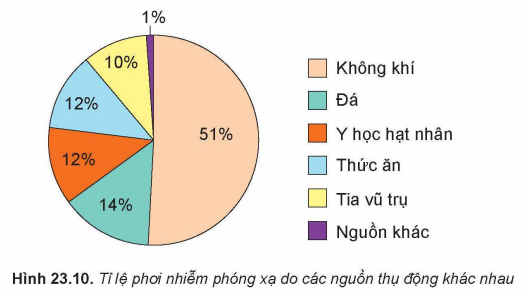 1%
10%
12%
12%
14%
51%
Không khí
Đá
Y học hạt nhân
Thức ăn
Tia vũ trụ
Nguồn khác
Hình 23.10. Tỉ lệ phơi nhiễm phóng xạ do các nguồn thụ động khác nhau